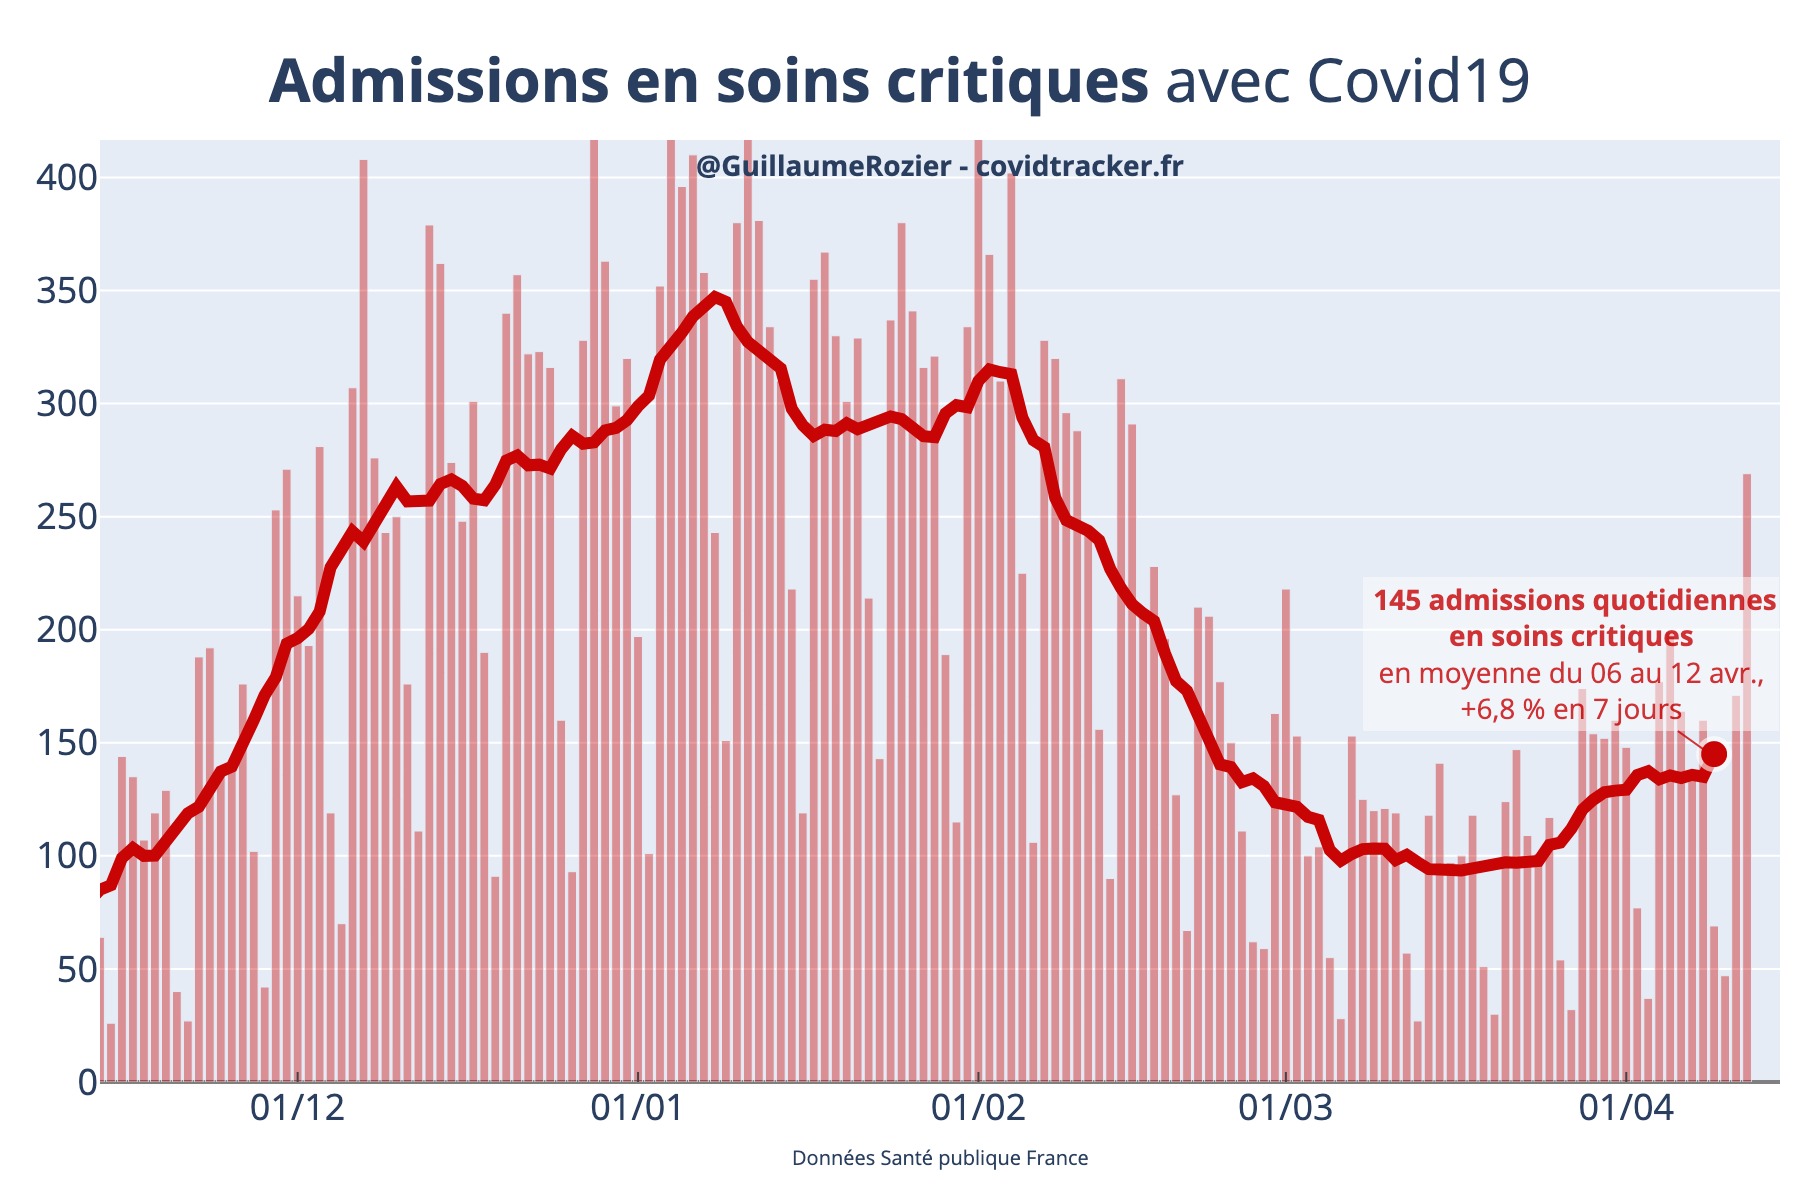 Admissions en soins critiques avec Covid19
@GuillaumeRozier - covidtracker.fr
400
350
300
250
200
150
100
50
0
145 admissions quotidiennes
en soins critiques
en moyenne du 06 au 12 avr.,
+6,8 % en 7 jours
01/12
01/01
01/02
01/03
01/04
Données Santé publique France